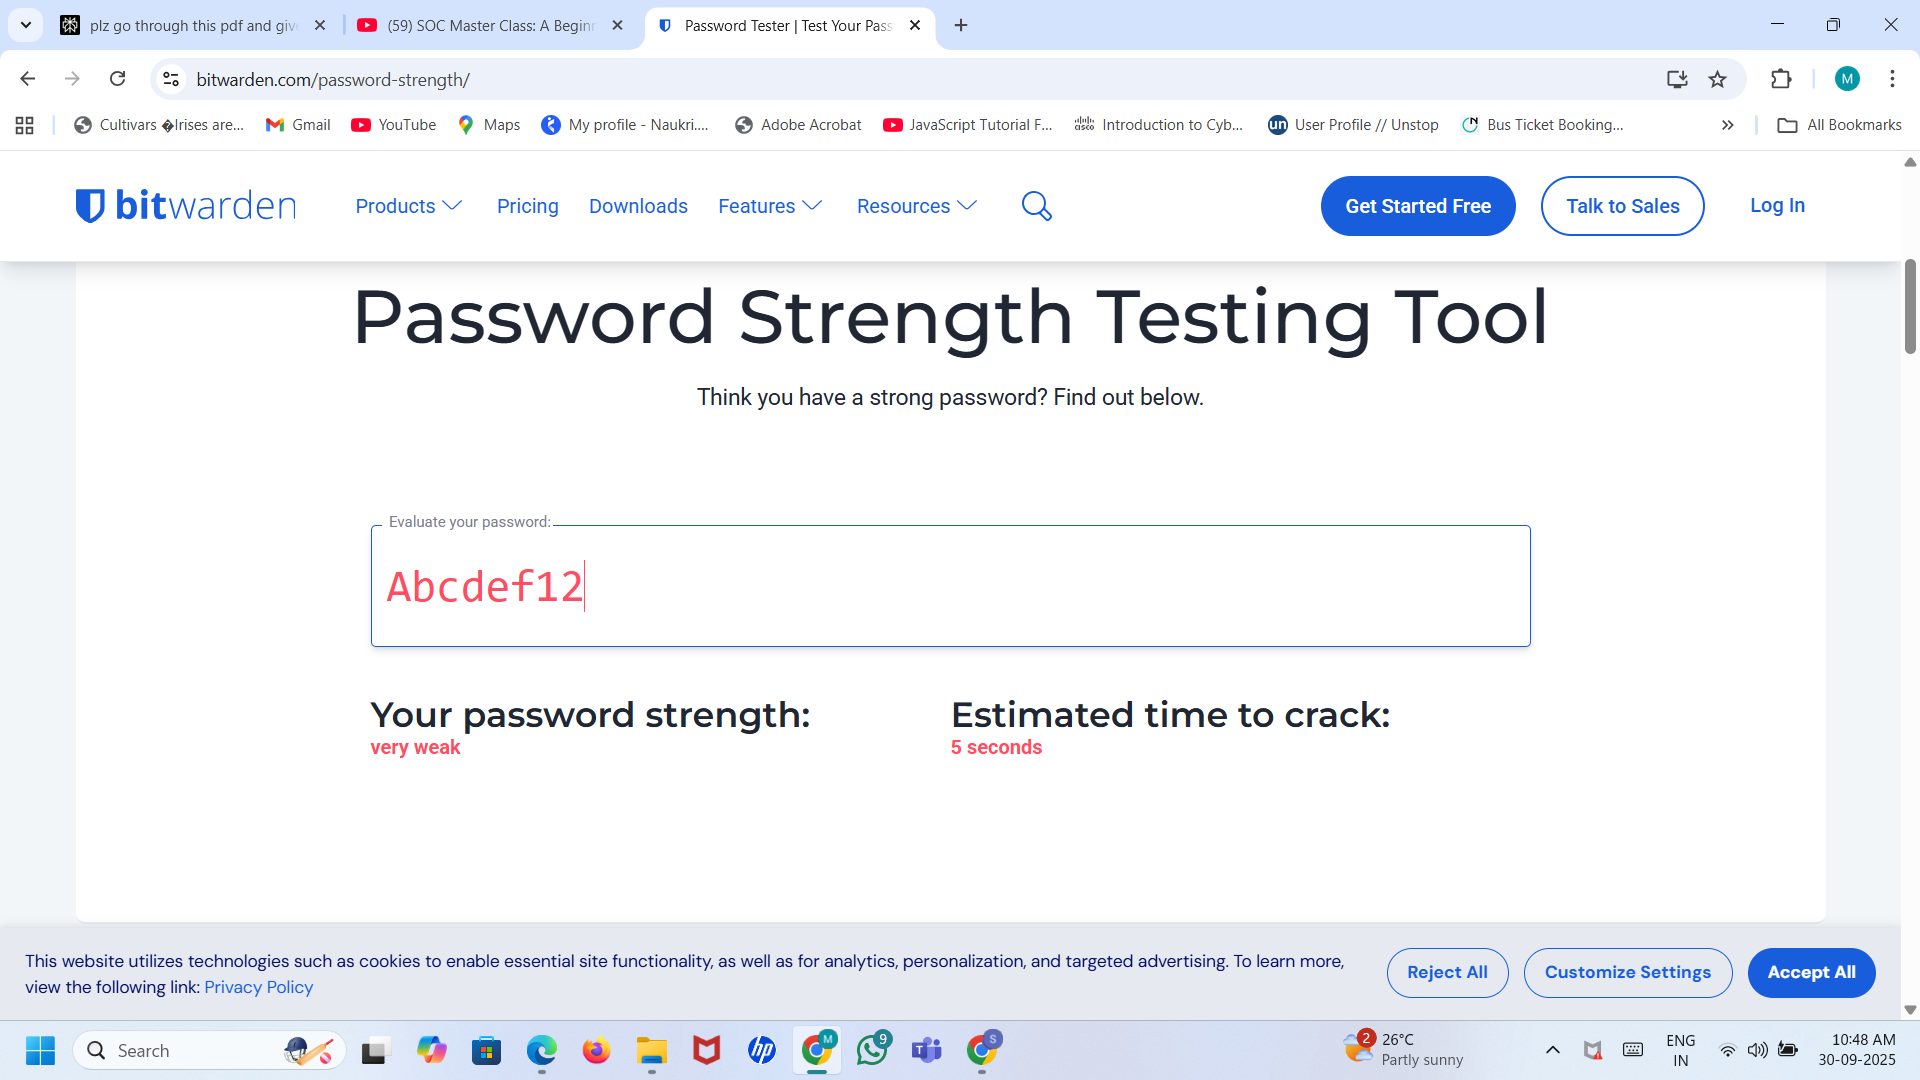 plz go through this pdf and give
(59) SOC Master Class: A Beginn
Password Tester | Test Your Pass
bitwarden.com/password-strength/
M
Cultivars �Irises are...
Gmail
YouTube
Maps
My profile - Naukri....
Adobe Acrobat
JavaScript Tutorial F...
Introduction to Cyb...
User Profile // Unstop
Bus Ticket Booking...
All Bookmarks
bitwarden
Products
Pricing
Downloads
Features
Resources
Get Started Free
Talk to Sales
Log In
Password Strength Testing Tool
Think you have a strong password? Find out below.
Evaluate your password:
Abcdef12
Your password strength:
very weak
Estimated time to crack:
5 seconds
This website utilizes technologies such as cookies to enable essential site functionality, as well as for analytics, personalization, and targeted advertising. To learn more,
view the following link: Privacy Policy
Reject All
Customize Settings
Accept All
Search
M
9
S
2
26°C
Partly sunny
ENG
IN
10:48 AM
30-09-2025